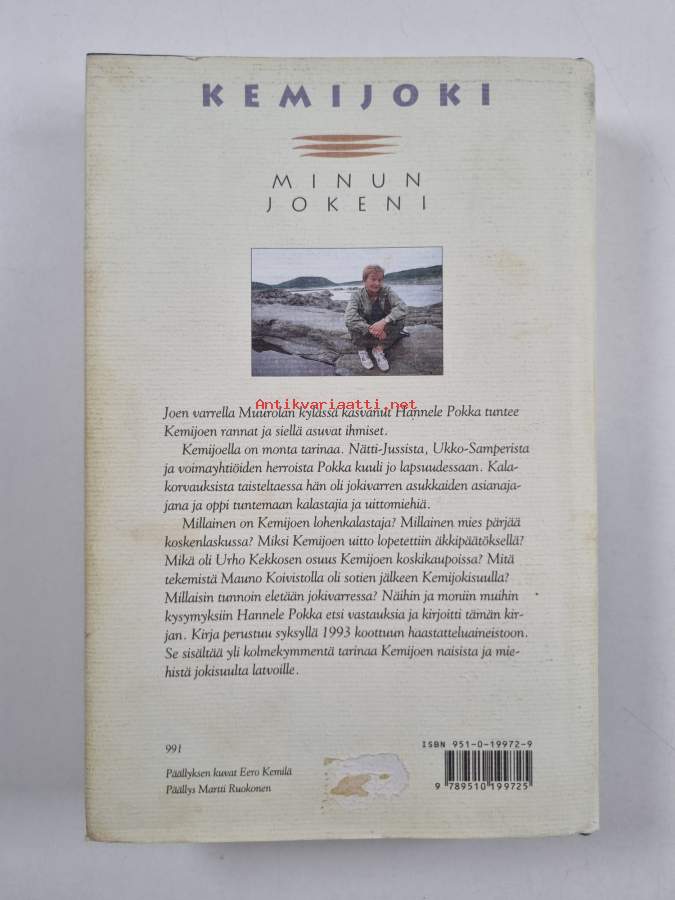 KEMIJOKI
MINUN
JOKENI
Antikvariaatti.net
Joen varrella Muurolan kylässä kasvanut Hannele Pokka tuntee
Kemijoen rannat ja siellä asuvat ihmiset.
Kemijoella on monta tarinaa. Nätti-Jussista, Ukko-Samperista
ja voimayhtiöiden herroista Pokka kuuli jo lapsuudessaan. Kala-
korvauksista taisteltaessa hän oli jokivarren asukkaiden asianaja-
jana ja oppi tuntemaan kalastajia ja uittomiehiä.
Millainen on Kemijoen lohenkalastaja? Millainen mies pärjää
koskenlaskussa? Miksi Kemijoen uitto lopetettiin äkkipäätöksellä?
Mikä oli Urho Kekkosen osuus Kemijoen koskikaupoissa? Mitä
tekemistä Mauno Koivistolla oli sotien jälkeen Kemijokisuulla?
Millaisin tunnoin eletään jokivarressa? Näihin ja moniin muihin
kysymyksiin Hannele Pokka etsi vastauksia ja kirjoitti tämän kir-
jan. Kirja perustuu syksyllä 1993 koottuun haastatteluaineistoon.
Se sisältää yli kolmekymmentä tarinaa Kemijoen naisista ja mie-
histä jokisuulta latvoille.
991
Päällyksen kuvat Eero Kemilä
Päällys Martti Ruokonen
ISBN 951-0-19972-9
9 789510 199725